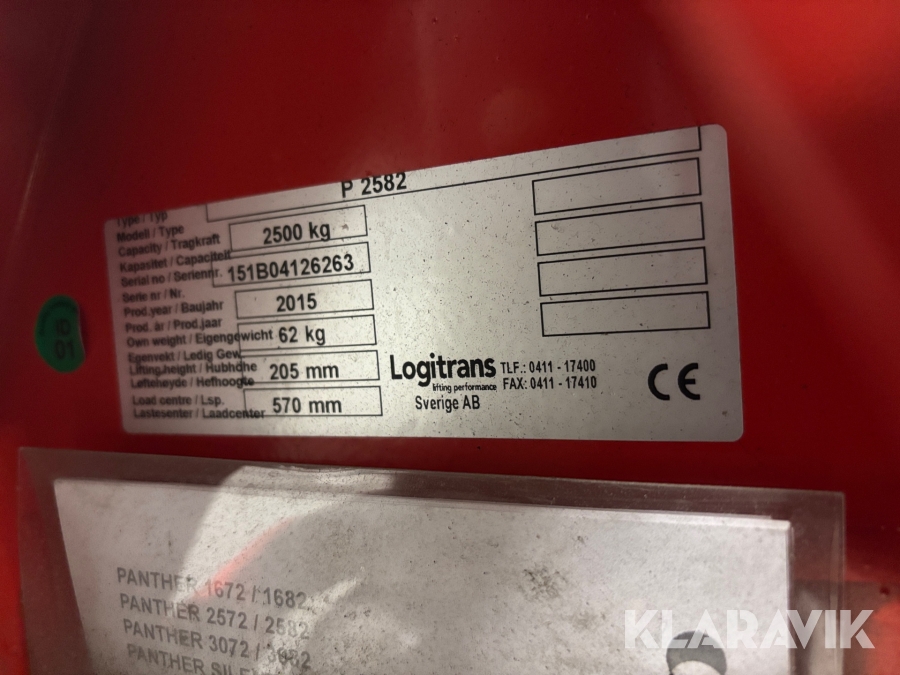 P 2582
Type / Typ
Modell / Type
2500 kg
Capacity / Tragkraft
Kapasitet / Capaciteit
151B04126263
Serial no / Seriennr.
Serie nr / Nr.
2015
Prod.year / Baujahr
Prod. år / Prod.jaar
62 kg
Own weight / Eigengewicht
Egenvekt / Ledig Gew.
205 mm
Lifting.height / Hubhöhe
Løftehøyde / Hefhoogte
570 mm
Load centre / Lsp.
Lastesenter / Laadcenter
Logitrans
lifting performance
Sverige AB
TLF.: 0411 - 17400
FAX: 0411 - 17410
CE
ID
01
PANTHER 1672 / 1682
PANTHER 2572 / 2582
PANTHER 3072 / 3082
PANTHER
KLARAVIK